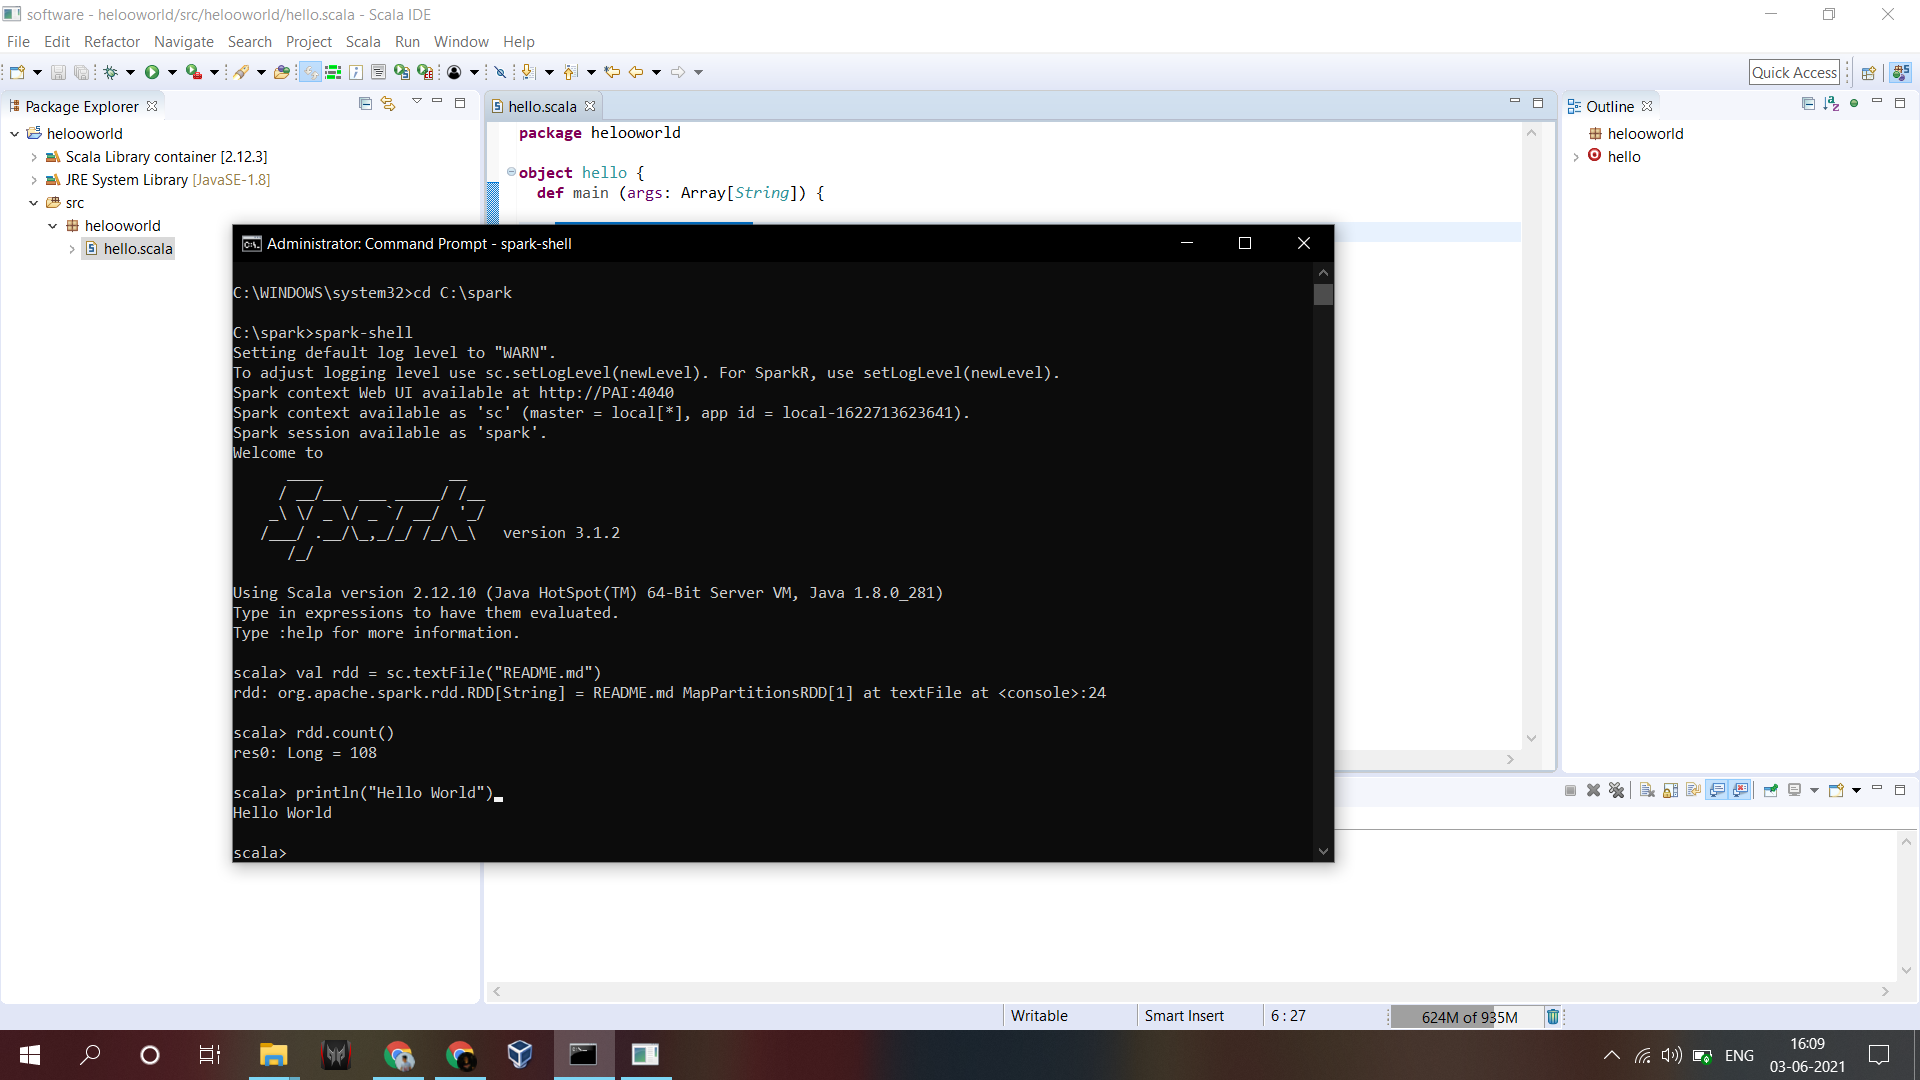 software - helooworld/src/helooworld/hello.scala - Scala IDE
File Edit Refactor Navigate Search Project Scala Run Window Help
Quick Access
Package Explorer
helooworld
Scala Library container [2.12.3]
JRE System Library [JavaSE-1.8]
src
helooworld
hello.scala
hello.scala
package helooworld
object hello {
def main (args: Array[String]) {
Outline
helooworld
hello
Administrator: Command Prompt - spark-shell
C:\WINDOWS\system32>cd C:\spark
C:\spark>spark-shell
Setting default log level to "WARN".
To adjust logging level use sc.setLogLevel(newLevel). For SparkR, use setLogLevel(newLevel).
Spark context Web UI available at http://PAI:4040
Spark context available as 'sc' (master = local[*], app id = local-1622713623641).
Spark session available as 'spark'.
Welcome to
Spark version 3.1.2
Using Scala version 2.12.10 (Java HotSpot(TM) 64-Bit Server VM, Java 1.8.0_281)
Type in expressions to have them evaluated.
Type :help for more information.
scala> val rdd = sc.textFile("README.md")
rdd: org.apache.spark.rdd.RDD[String] = README.md MapPartitionsRDD[1] at textFile at <console>:24
scala> rdd.count()
res0: Long = 108
scala> println("Hello World")
Hello World
scala>
Writable Smart Insert 6 : 27 624M of 935M
ENG
16:09
03-06-2021